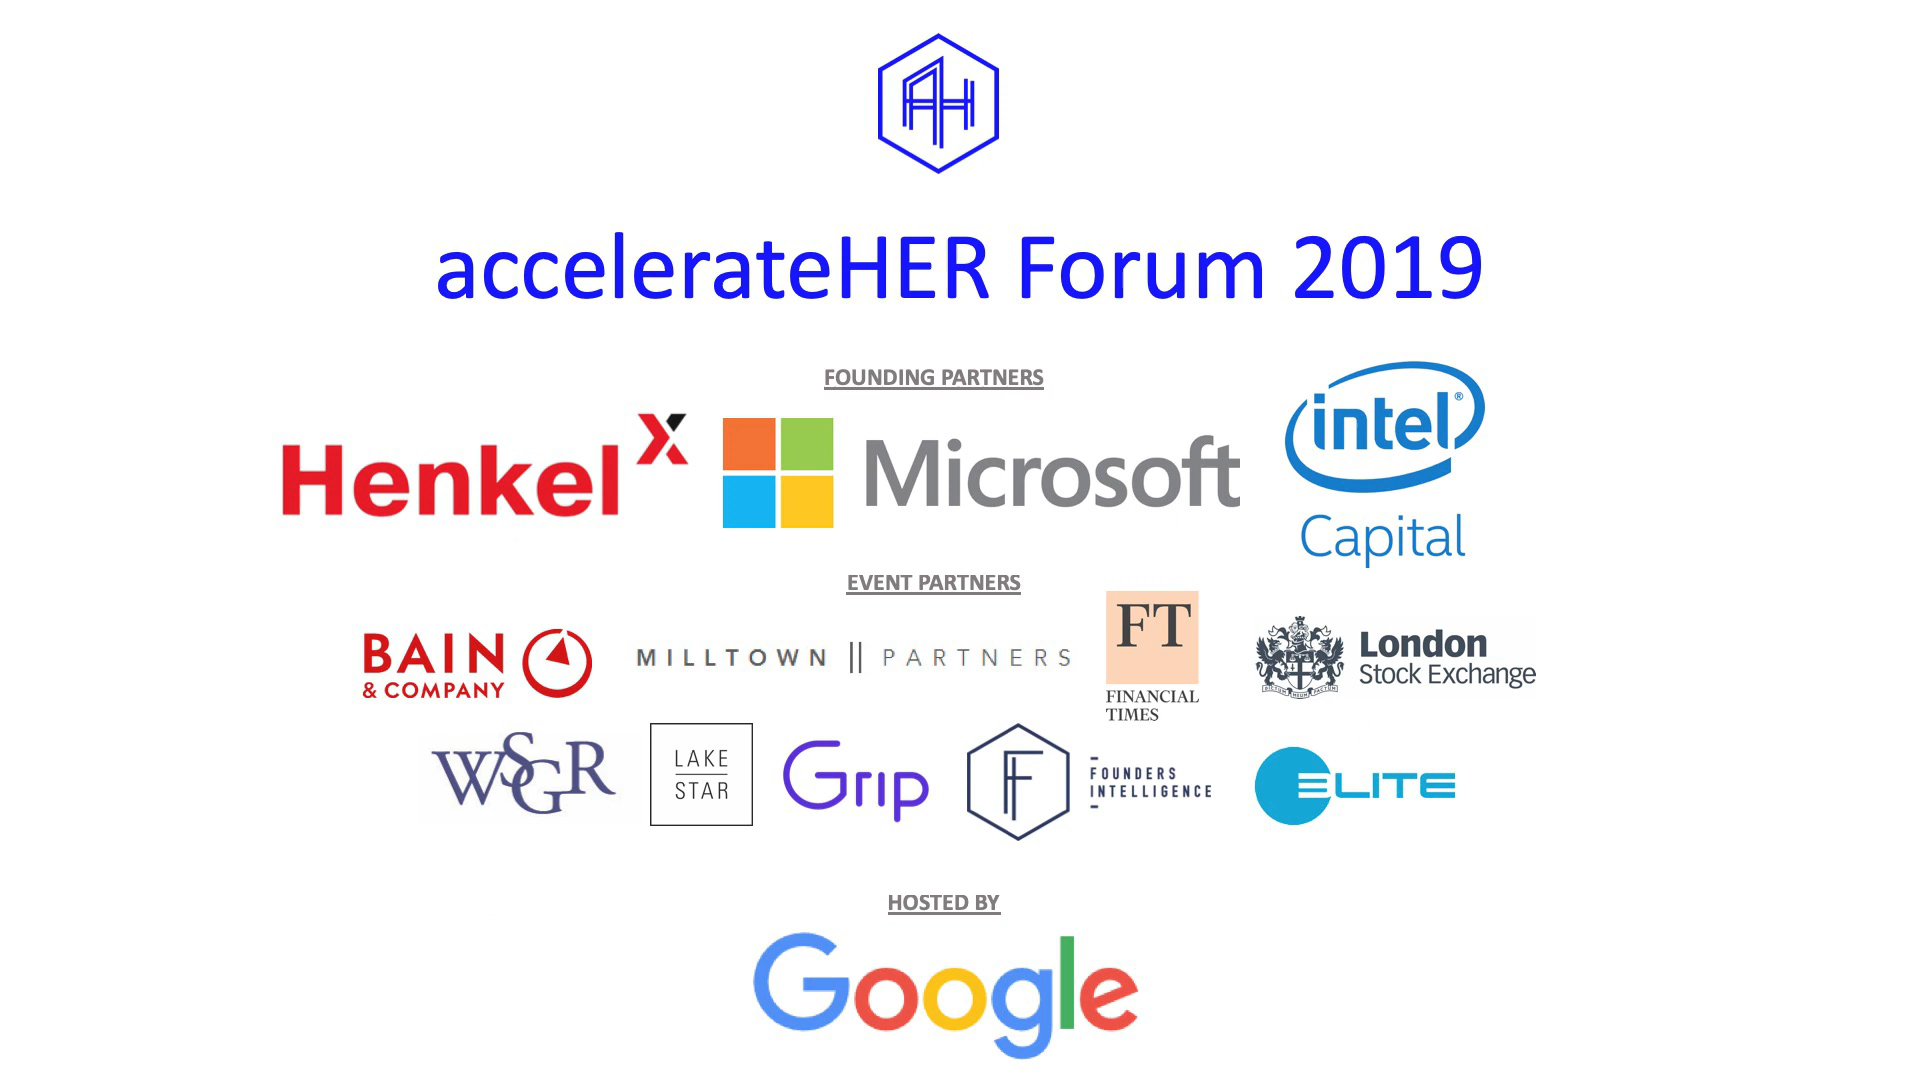 AH
accelerateHER Forum 2019
FOUNDING PARTNERS
Henkel X
Microsoft
intel®
Capital
EVENT PARTNERS
BAIN
& COMPANY
MILLTOWN || PARTNERS
FT
FINANCIAL
TIMES
London
Stock Exchange
WSGR
LAKE
STAR
Grip
F
FOUNDERS
INTELLIGENCE
ELITE
HOSTED BY
Google